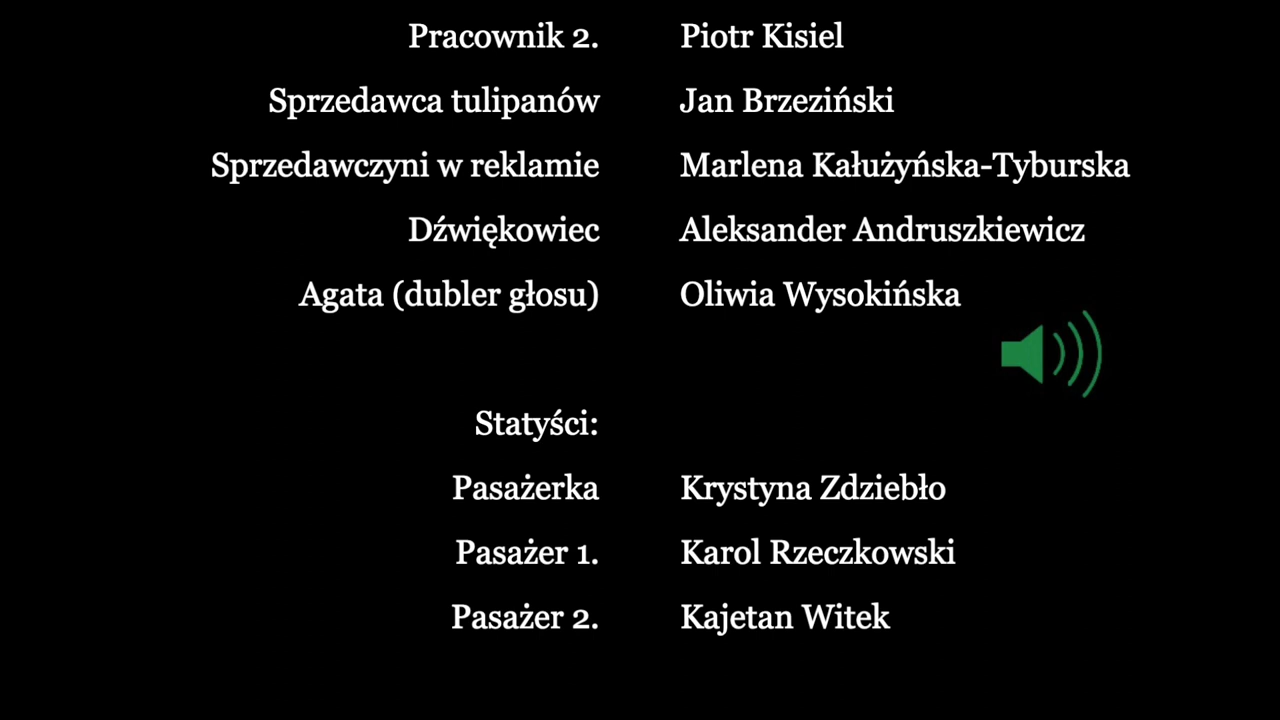 Pracownik 2. Piotr Kisiel
Sprzedawca tulipanów Jan Brzeziński
Sprzedawczyni w reklamie Marlena Kałużyńska-Tyburska
Dźwiękowiec Aleksander Andruszkiewicz
Agata (dubler głosu) Oliwia Wysokińska
Statyści:
Pasażerka Krystyna Zdziebło
Pasażer 1. Karol Rzeczkowski
Pasażer 2. Kajetan Witek